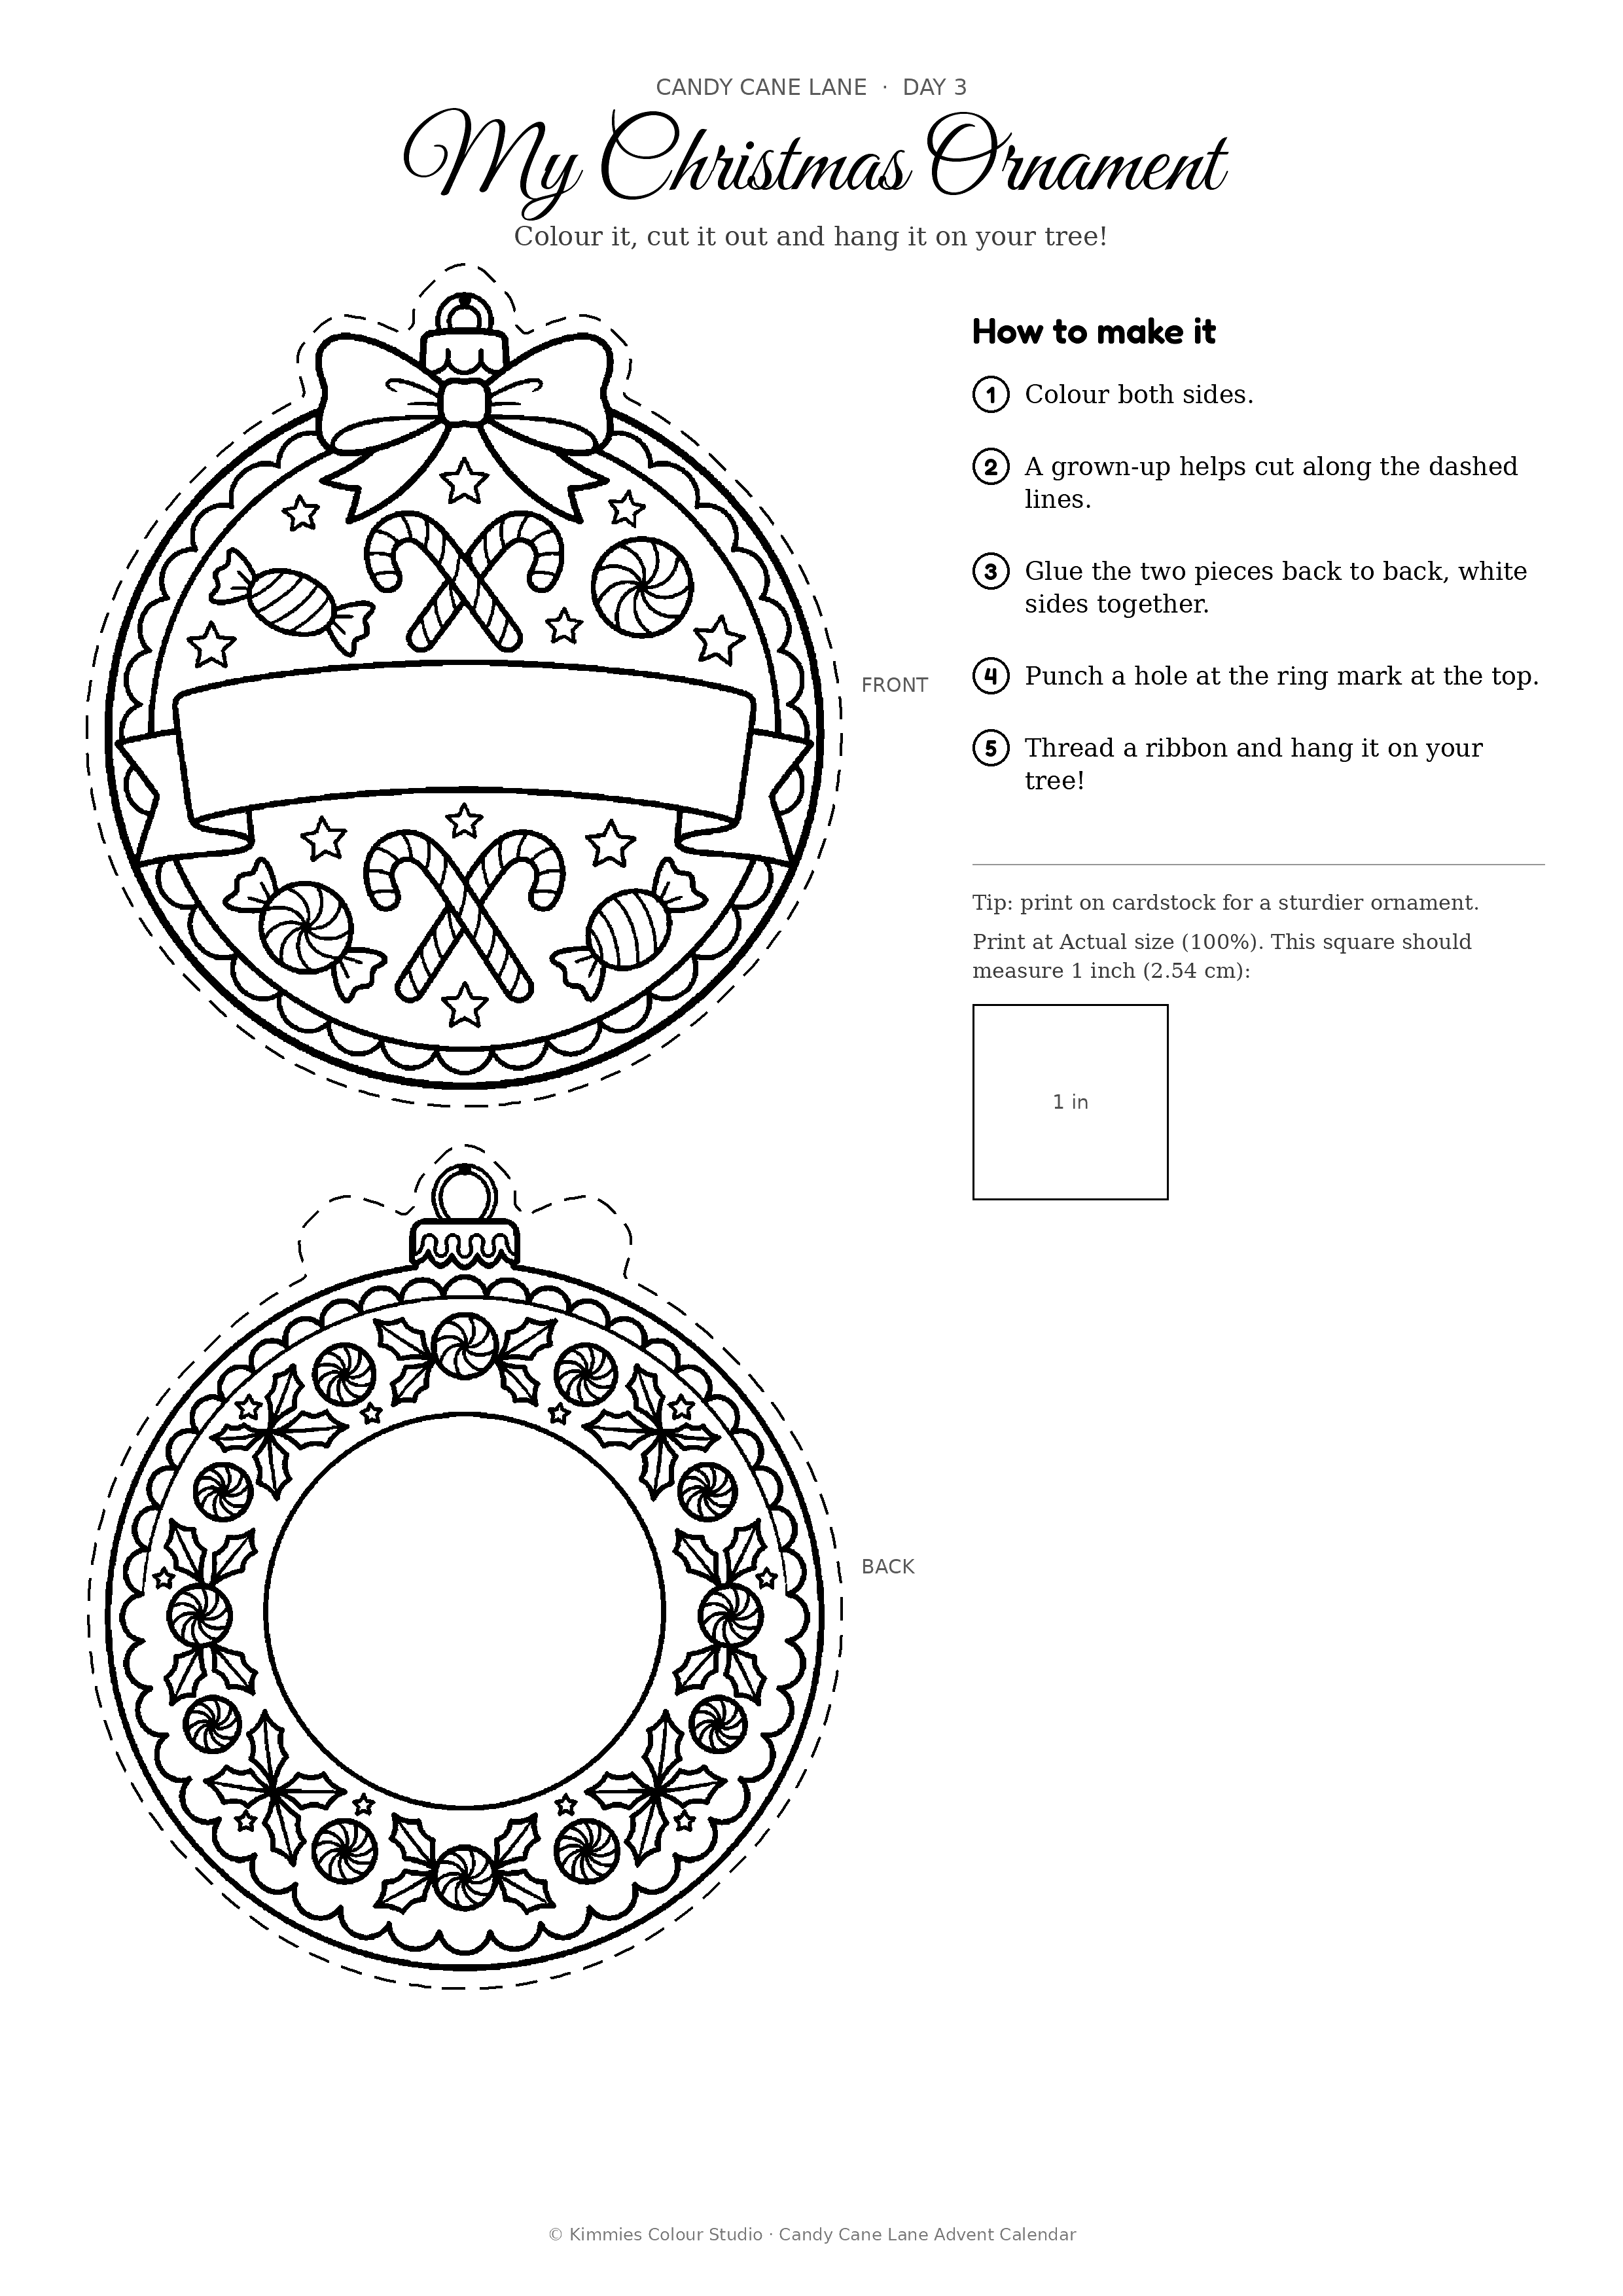 CANDY CANE LANE · DAY 3
My Christmas Ornament
Colour it, cut it out and hang it on your tree!
How to make it
1 Colour both sides.
2 A grown-up helps cut along the dashed
lines.
3 Glue the two pieces back to back, white
sides together.
4 Punch a hole at the ring mark at the top.
5 Thread a ribbon and hang it on your
tree!
FRONT
Tip: print on cardstock for a sturdier ornament.
Print at Actual size (100%). This square should
measure 1 inch (2.54 cm):
1 in
BACK
© Kimmies Colour Studio · Candy Cane Lane Advent Calendar